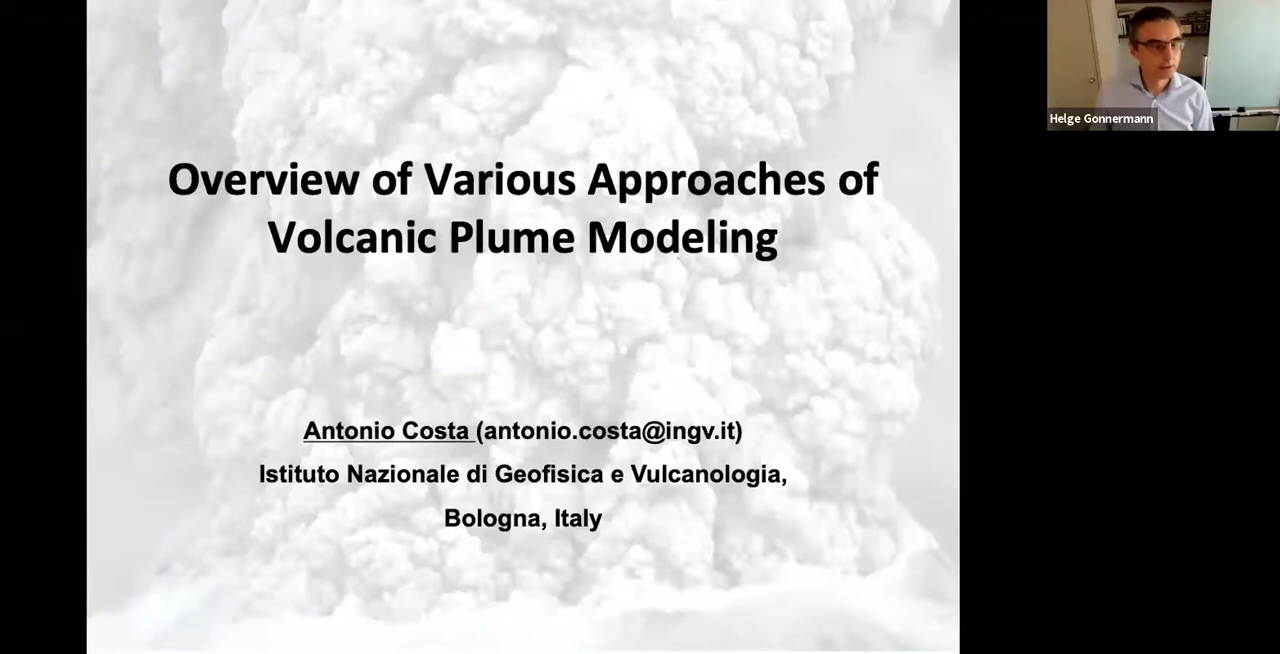 Overview of Various Approaches of
Volcanic Plume Modeling
Antonio Costa (antonio.costa@ingv.it)
Istituto Nazionale di Geofisica e Vulcanologia,
Bologna, Italy
Helge Gonnermann